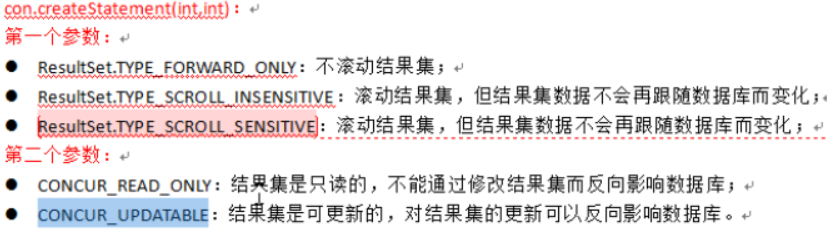 con.createStatement(int,int)：
第一个参数：
● ResultSet.TYPE_FORWARD_ONLY：不滚动结果集；
● ResultSet.TYPE_SCROLL_INSENSITIVE：滚动结果集，但结果集数据不会再跟随数据库而变化；
● ResultSet.TYPE_SCROLL_SENSITIVE：滚动结果集，但结果集数据不会再跟随数据库而变化；
第二个参数：
● CONCUR_READ_ONLY：结果集是只读的，不能通过修改结果集而反向影响数据库；
● CONCUR_UPDATABLE：结果集是可更新的，对结果集的更新可以反向影响数据库。